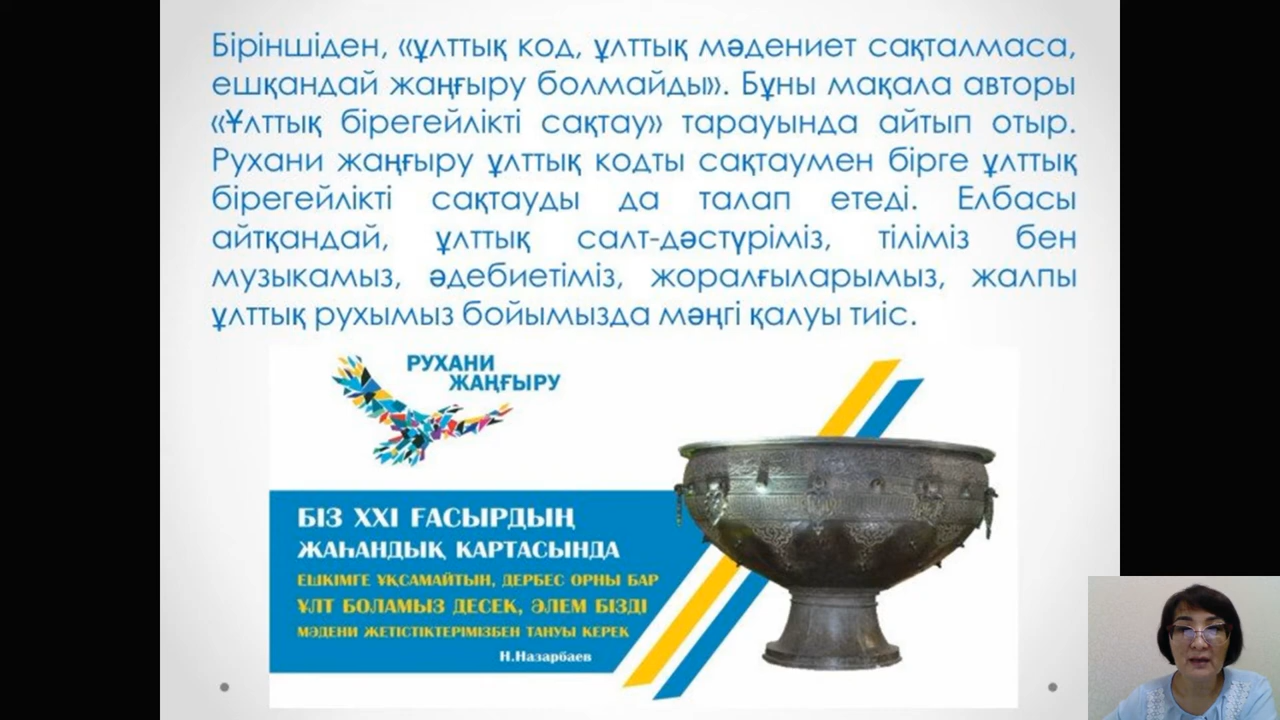 Біріншіден, «ұлттық код, ұлттық мәдениет сақталмаса,
ешқандай жаңғыру болмайды». Бұны мақала авторы
«Ұлттық бірегейлікті сақтау» тарауында айтып отыр.
Рухани жаңғыру ұлттық кодты сақтаумен бірге ұлттық
бірегейлікті сақтауды да талап етеді. Елбасы
айтқандай, ұлттық салт-дәстүріміз, тіліміз бен
музыкамыз, әдебиетіміз, жоралғыларымыз, жалпы
ұлттық рухымыз бойымызда мәңгі қалуы тиіс.
РУХАНИ
ЖАҢҒЫРУ
БІЗ XXI ҒАСЫРДЫҢ
ЖАҺАНДЫҚ КАРТАСЫНДА
ЕШКІМГЕ ҰҚСАМАЙТЫН, ДЕРБЕС ОРНЫ БАР
ҰЛТ БОЛАМЫЗ ДЕСЕК, ӘЛЕМ БІЗДІ
МӘДЕНИ ЖЕТІСТІКТЕРІМІЗБЕН ТАНУЫ КЕРЕК
Н.Назарбаев